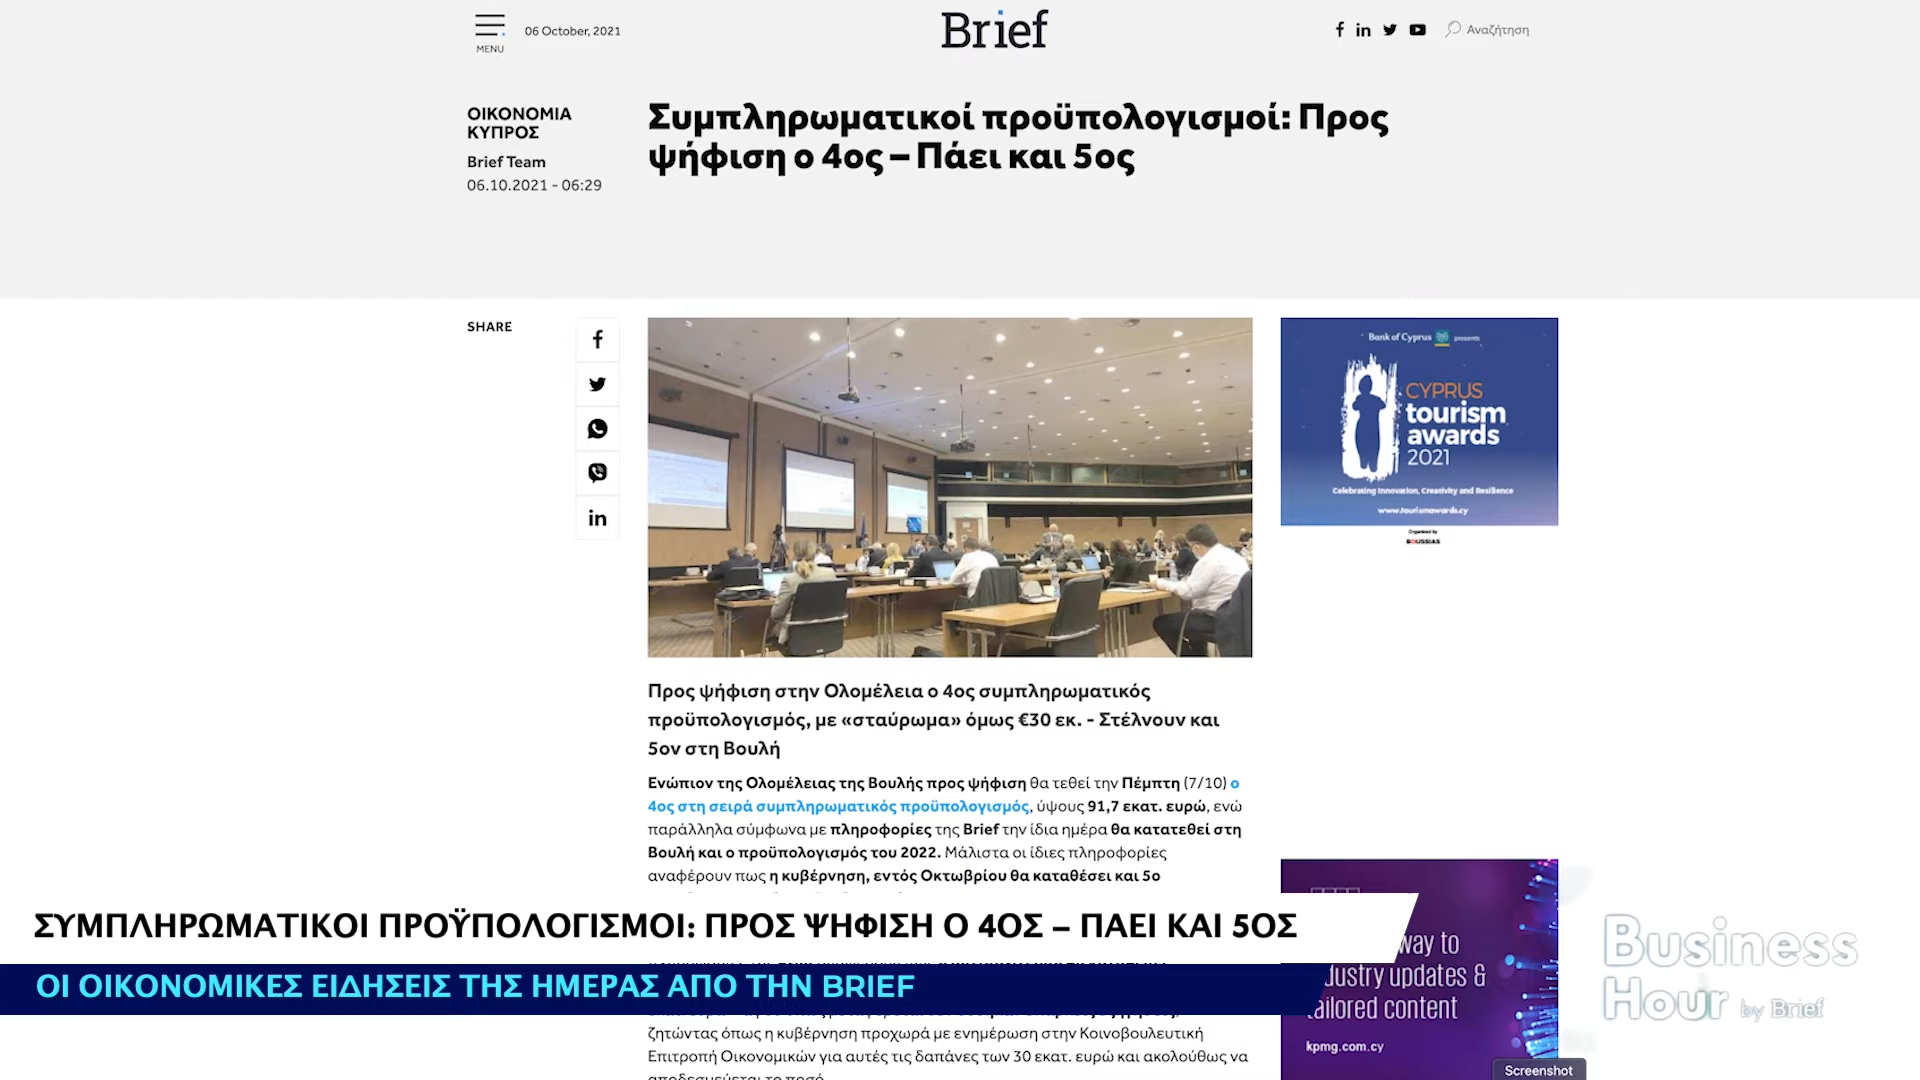 MENU
06 October, 2021
Brief
Αναζήτηση
ΟΙΚΟΝΟΜΙΑ
ΚΥΠΡΟΣ
Brief Team
06.10.2021 - 06:29
Συμπληρωματικοί προϋπολογισμοί: Προς
ψήφιση ο 4ος – Πάει και 5ος
SHARE
Bank of Cyprus presents
CYPRUS
tourism
awards
2021
Celebrating Innovation, Creativity and Resilience
www.tourismawards.cy
Organised by
BOUSSIAS
Προς ψήφιση στην Ολομέλεια ο 4ος συμπληρωματικός
προϋπολογισμός, με «σταύρωμα» όμως €30 εκ. - Στέλνουν και
5ον στη Βουλή
Ενώπιον της Ολομέλειας της Βουλής προς ψήφιση θα τεθεί την Πέμπτη (7/10) ο
4ος στη σειρά συμπληρωματικός προϋπολογισμός, ύψους 91,7 εκατ. ευρώ, ενώ
παράλληλα σύμφωνα με πληροφορίες της Brief την ίδια ημέρα θα κατατεθεί στη
Βουλή και ο προϋπολογισμός του 2022. Μάλιστα οι ίδιες πληροφορίες
αναφέρουν πως η κυβέρνηση, εντός Οκτωβρίου θα καταθέσει και 5ο
ΣΥΜΠΛΗΡΩΜΑΤΙΚΟΙ ΠΡΟΫΠΟΛΟΓΙΣΜΟΙ: ΠΡΟΣ ΨΗΦΙΣΗ Ο 4ΟΣ – ΠΑΕΙ ΚΑΙ 5ΟΣ
ΟΙ ΟΙΚΟΝΟΜΙΚΕΣ ΕΙΔΗΣΕΙΣ ΤΗΣ ΗΜΕΡΑΣ ΑΠΟ ΤΗΝ BRIEF
ζητώντας όπως η κυβέρνηση προχωρά με ενημέρωση στην Κοινοβουλευτική
Επιτροπή Οικονομικών για αυτές τις δαπάνες των 30 εκατ. ευρώ και ακολούθως να
way to
dustry updates &
tailored content
kpmg.com.cy
Business
Hour by Brief
Screenshot